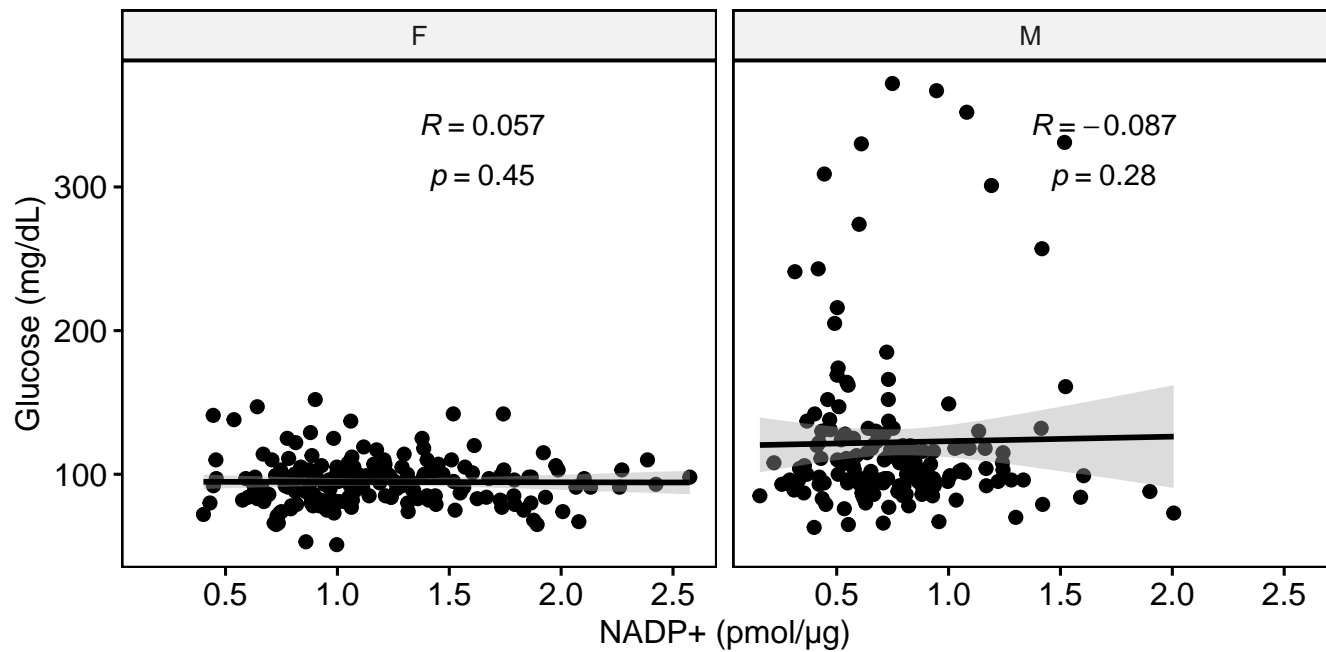 F
M
R = 0.057
p = 0.45
R = −0.087
p = 0.28
Glucose (mg/dL)
300
200
100
0.5 1.0 1.5 2.0 2.5
0.5 1.0 1.5 2.0 2.5
NADP+ (pmol/µg)